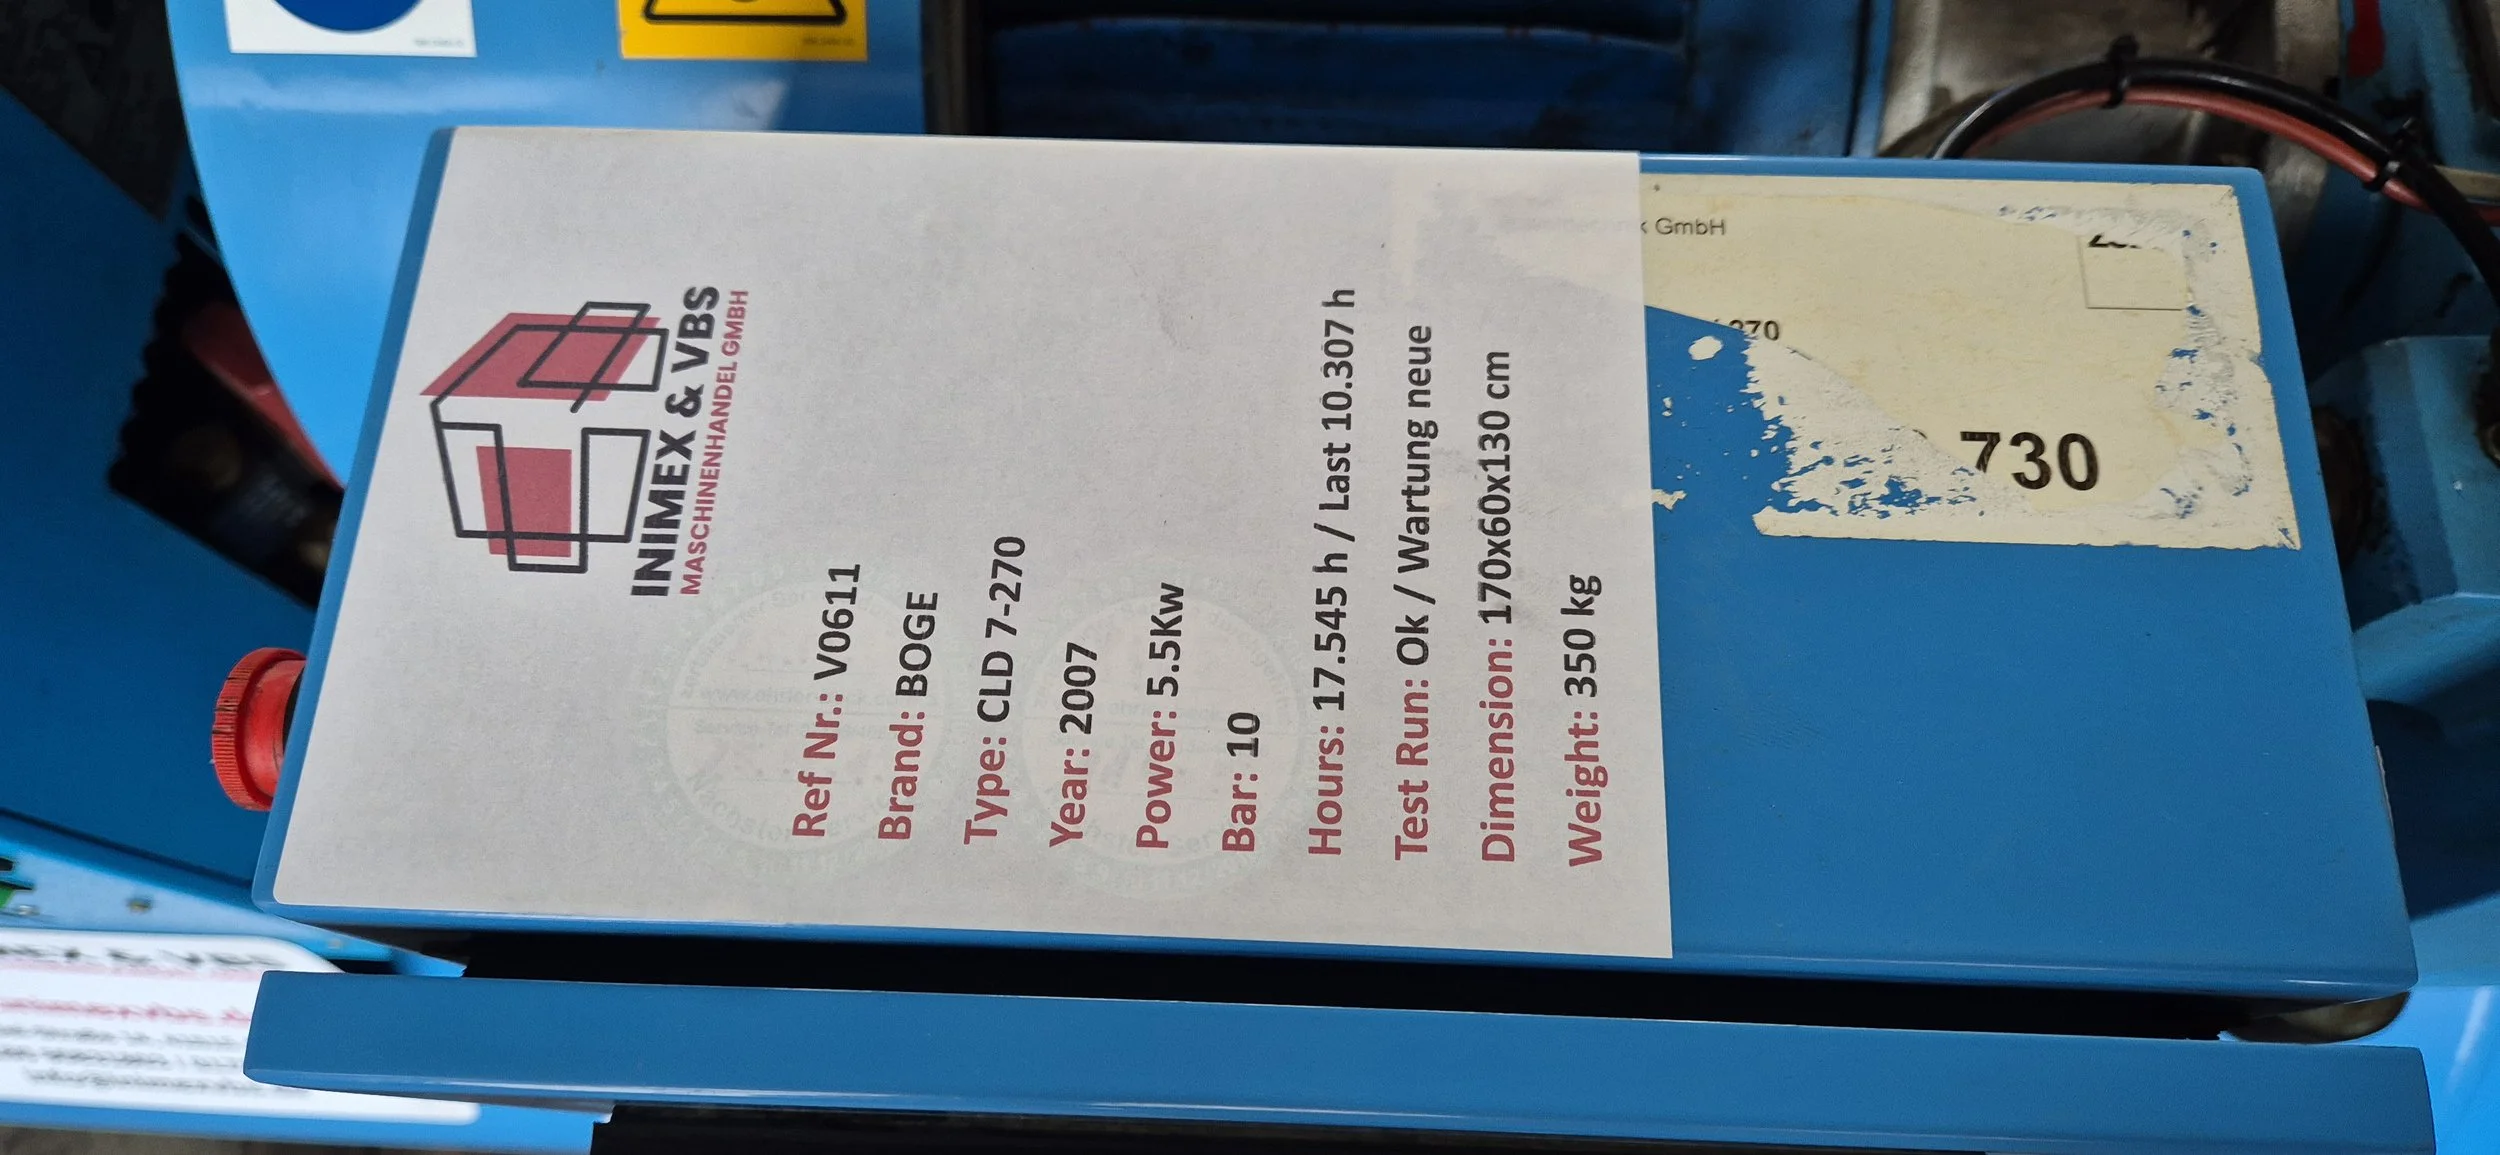 INIMEX & VBS
MASCHINENHANDEL GMBH
Ref Nr.: V0611
Brand: BOGE
Type: CLD 7-270
Year: 2007
Power: 5.5Kw
Bar: 10
Hours: 17.545 h / Last 10.307 h
Test Run: Ok / Wartung neue
Dimension: 170x60x130 cm
Weight: 350 kg
GmbH
270
730